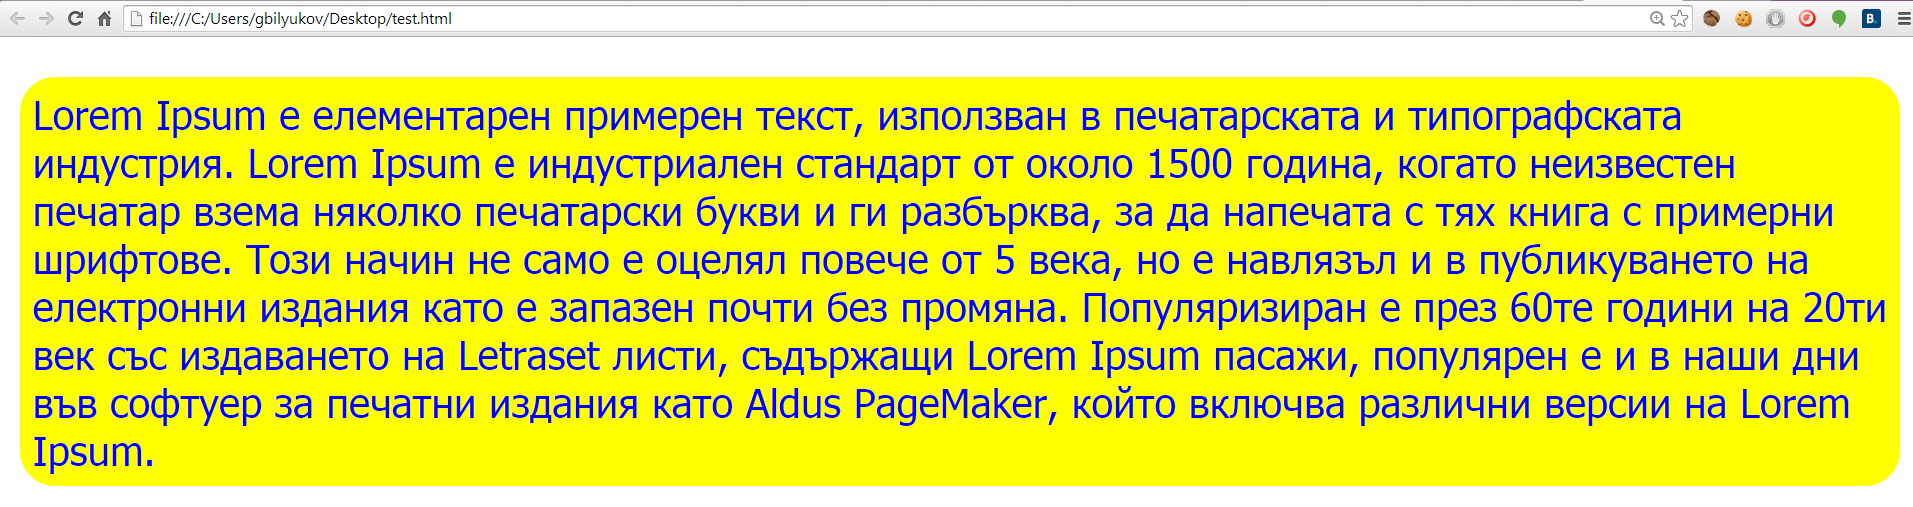 file:///C:/Users/gbilyukov/Desktop/test.html
B.
Lorem Ipsum е елементарен примерен текст, използван в печатарската и типографската
индустрия. Lorem Ipsum е индустриален стандарт от около 1500 година, когато неизвестен
печатар взема няколко печатарски букви и ги разбърква, за да напечата с тях книга с примерни
шрифтове. Този начин не само е оцелял повече от 5 века, но е навлязъл и в публикуването на
електронни издания като е запазен почти без промяна. Популяризиран е през 60те години на 20ти
век със издаването на Letraset листи, съдържащи Lorem Ipsum пасажи, популярен е и в наши дни
във софтуер за печатни издания като Aldus PageMaker, който включва различни версии на Lorem
Ipsum.